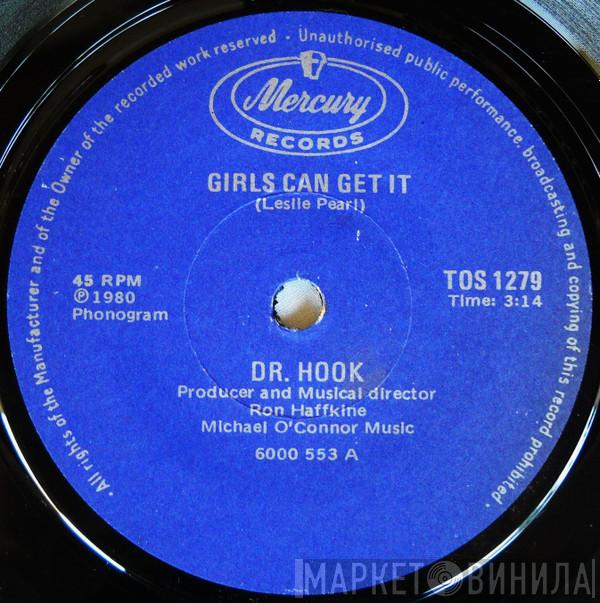 · All rights of the Manufacturer and of the Owner of the recorded work reserved · Unauthorised public performance, broadcasting and copying of this record prohibited ·
Mercury
RECORDS
GIRLS CAN GET IT
(Leslie Pearl)
45 RPM
℗1980
Phonogram
TOS 1279
Time: 3:14
DR. HOOK
Producer and Musical director
Ron Haffkine
Michael O'Connor Music
6000 553 A
МАРКЕТ ВИНИЛА